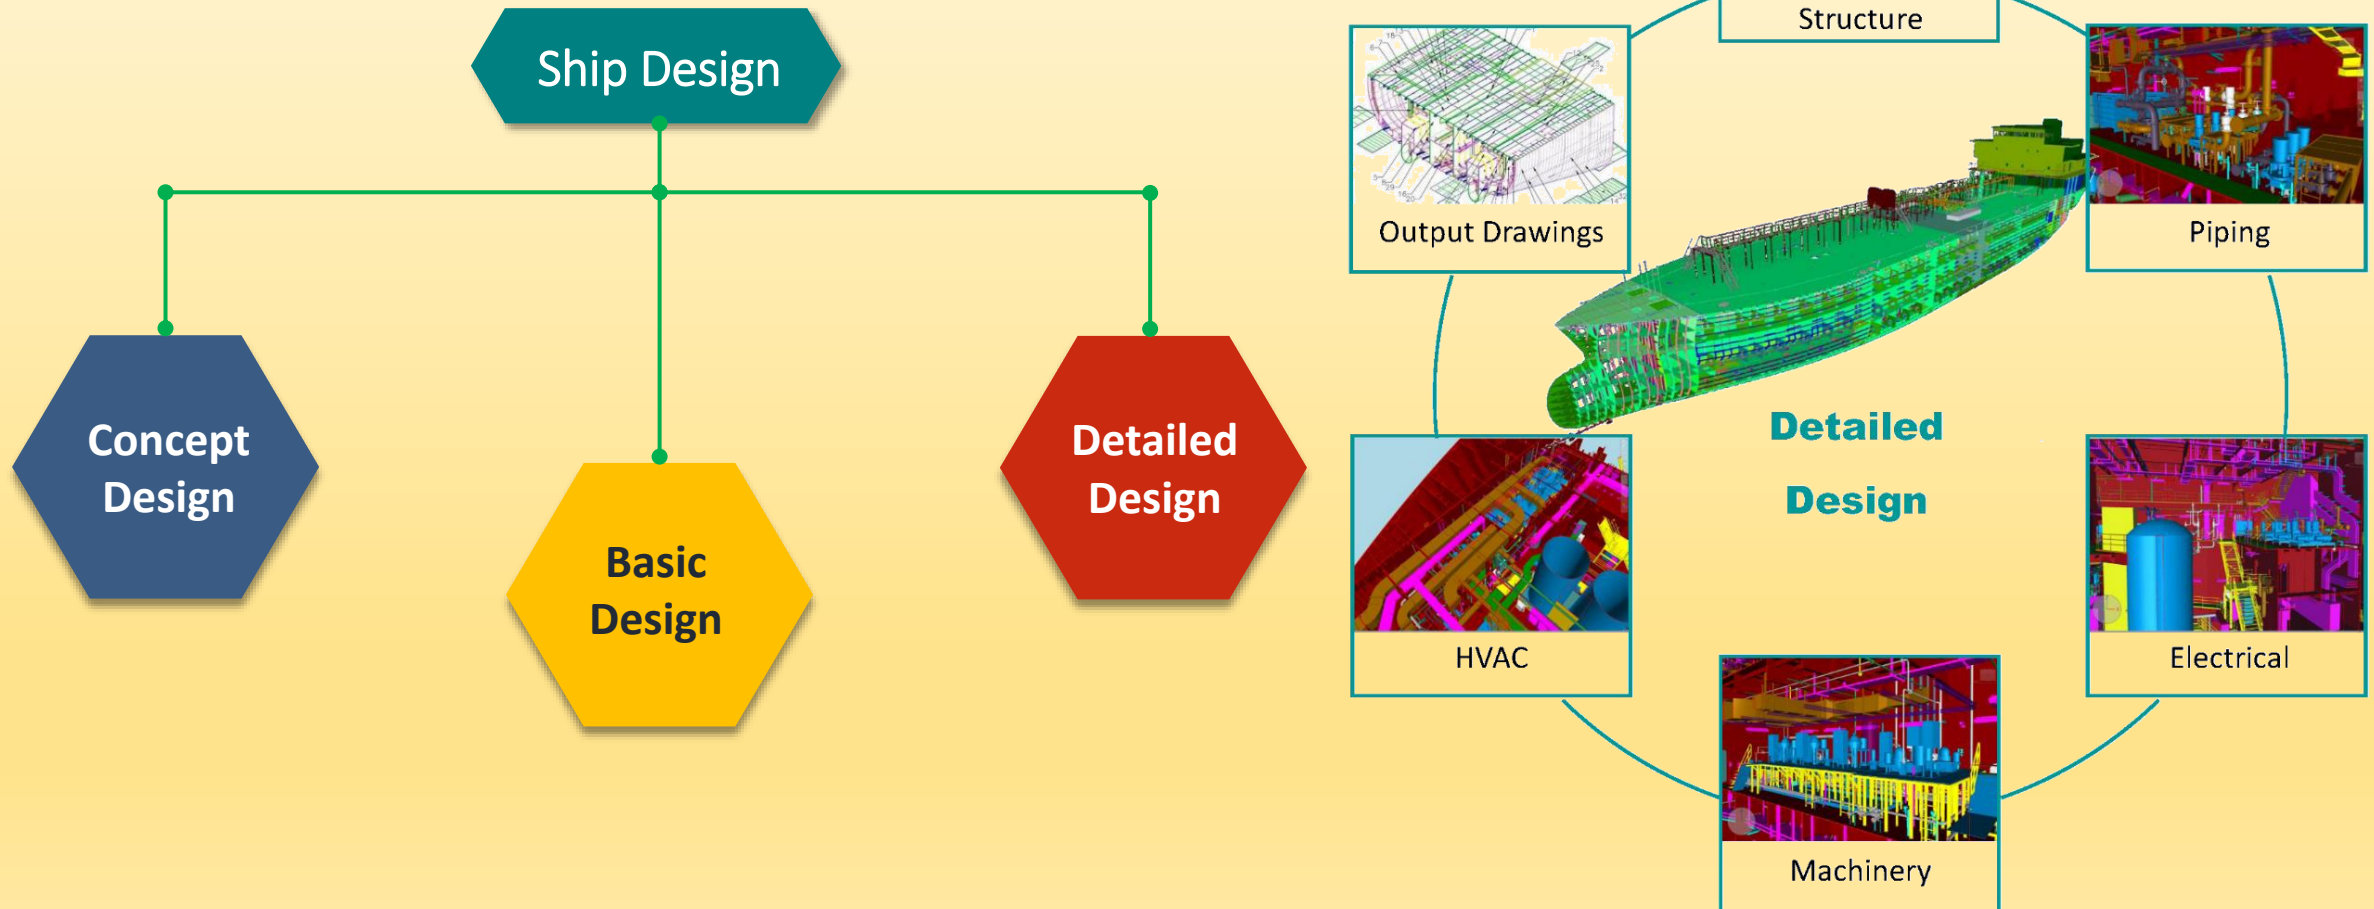 Ship Design
Concept
Design
Basic
Design
Detailed
Design
Structure
Output Drawings
Piping
Detailed
Design
HVAC
Electrical
Machinery